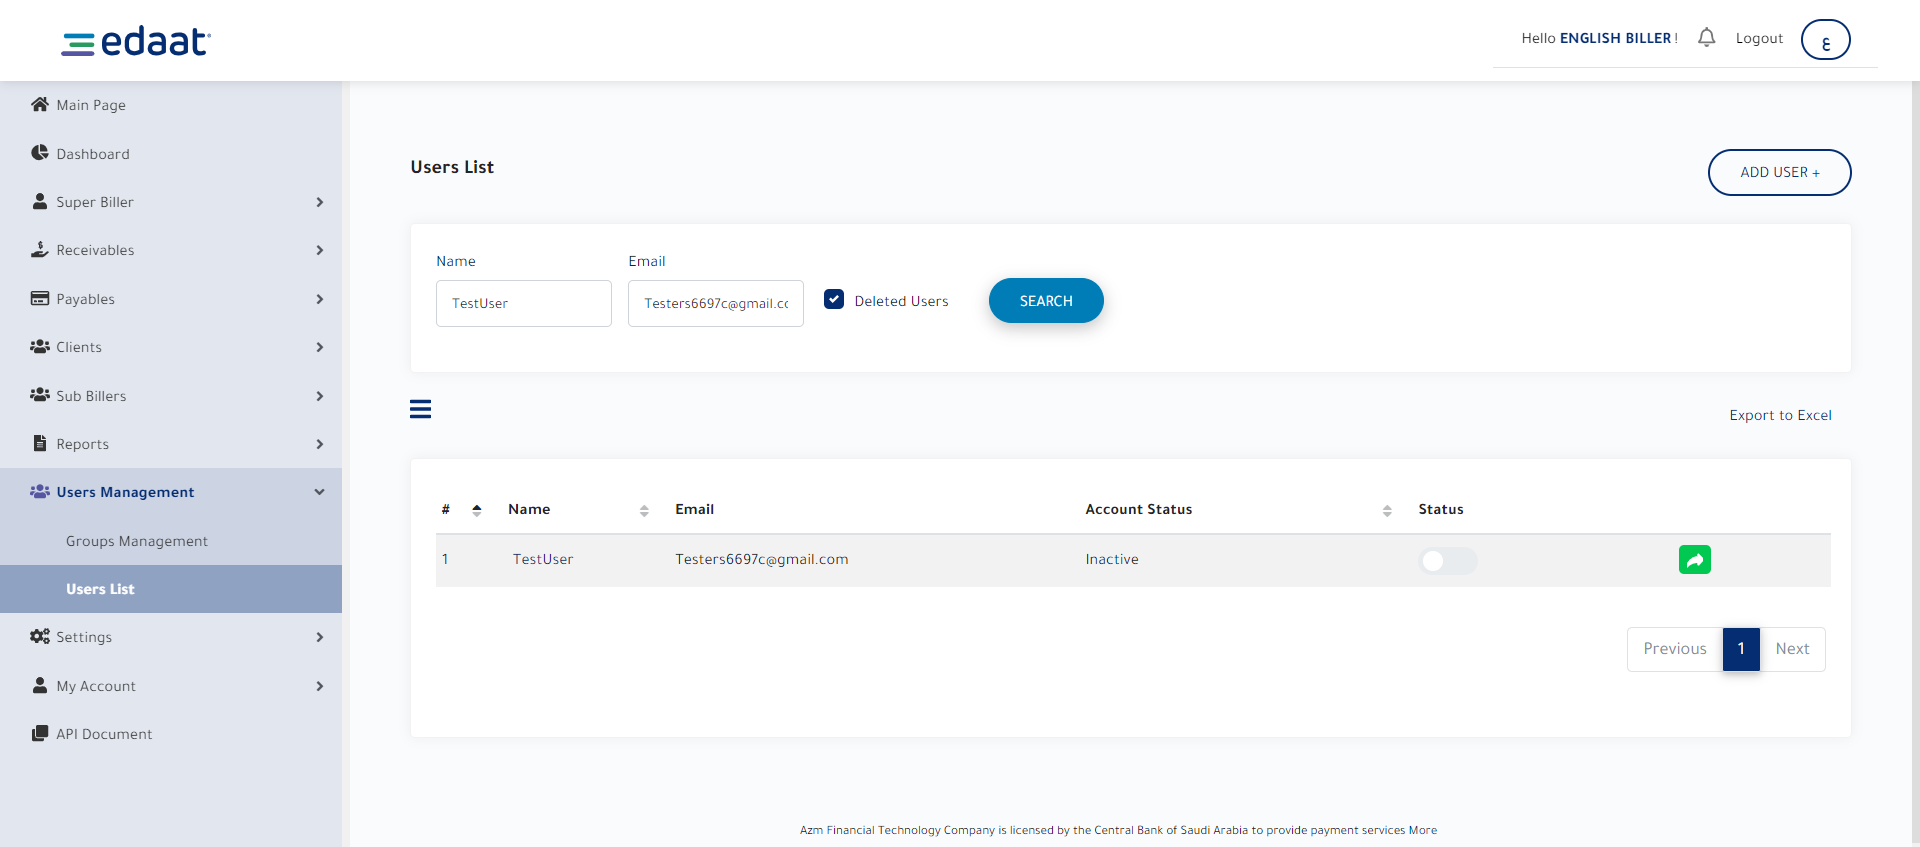 edaat
Hello ENGLISH BILLER !
Logout
ع
Main Page
Dashboard
Super Biller
Receivables
Payables
Clients
Sub Billers
Reports
Users Management
Groups Management
Users List
Settings
My Account
API Document
Users List
ADD USER +
Name
Email
TestUser
Testers6697c@gmail.cc
Deleted Users
SEARCH
Export to Excel
# Name Email Account Status Status
1 TestUser Testers6697c@gmail.com Inactive
Previous 1 Next
Azm Financial Technology Company is licensed by the Central Bank of Saudi Arabia to provide payment services More